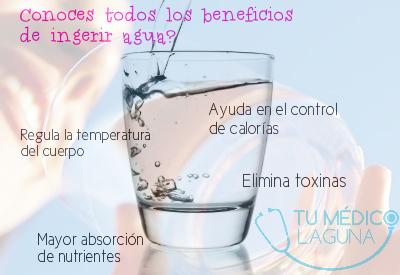 Conoces todos los beneficios
de ingerir agua?
Ayuda en el control
de calorías
Regula la temperatura
del cuerpo
Elimina toxinas
TU MÉDICO
LAGUNA
Mayor absorción
de nutrientes